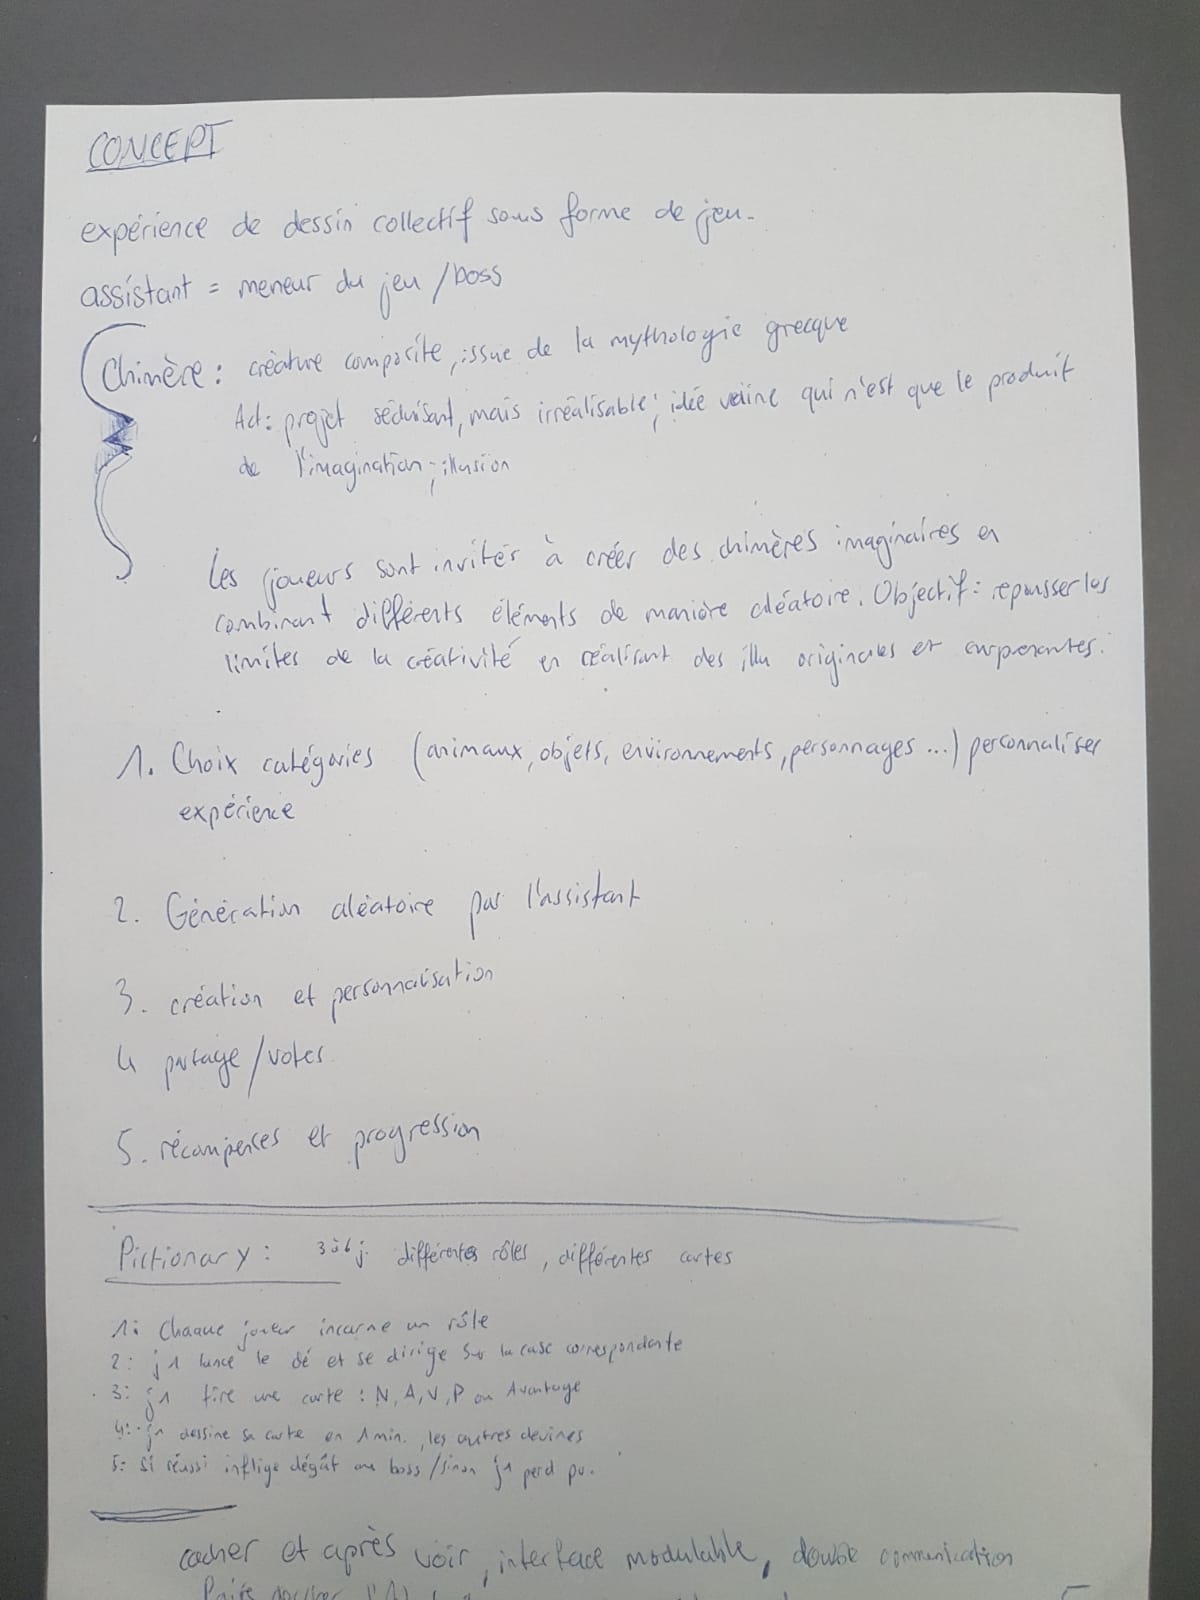 CONCEPT
expérience de dessin collectif sous forme de jeu.
assistant = meneur du jeu / boss
Chimère : créature composite, issue de la mythologie grecque
Act : projet séduisant, mais irréalisable ; idée vaine qui n'est que le produit
de l'imagination ; illusion
Les joueurs sont invités à créer des chimères imaginaires en
combinant différents éléments de manière aléatoire. Objectif : repousser les
limites de la créativité en réalisant des illu originales et surprenantes.
1. Choix catégories (animaux, objets, environnements, personnages ...) personnaliser
expérience
2. Génération aléatoire par l'assistant
3. création et personnalisation
4 partage / votes
5. récompenses et progression
Pictionary : 3 à 6 j. différentes rôles, différentes cartes
1: Chaque joueur incarne un rôle
2: j1 lance le dé et se dirige sur la case correspondante
3: j1 tire une carte : N, A, V, P ou Avantage
4: j1 dessine sa carte en 1 min., les autres devines
5: si réussi inflige dégât au boss / sinon j1 perd pv.
cacher et après voir, interface modulable, double communication
Faire